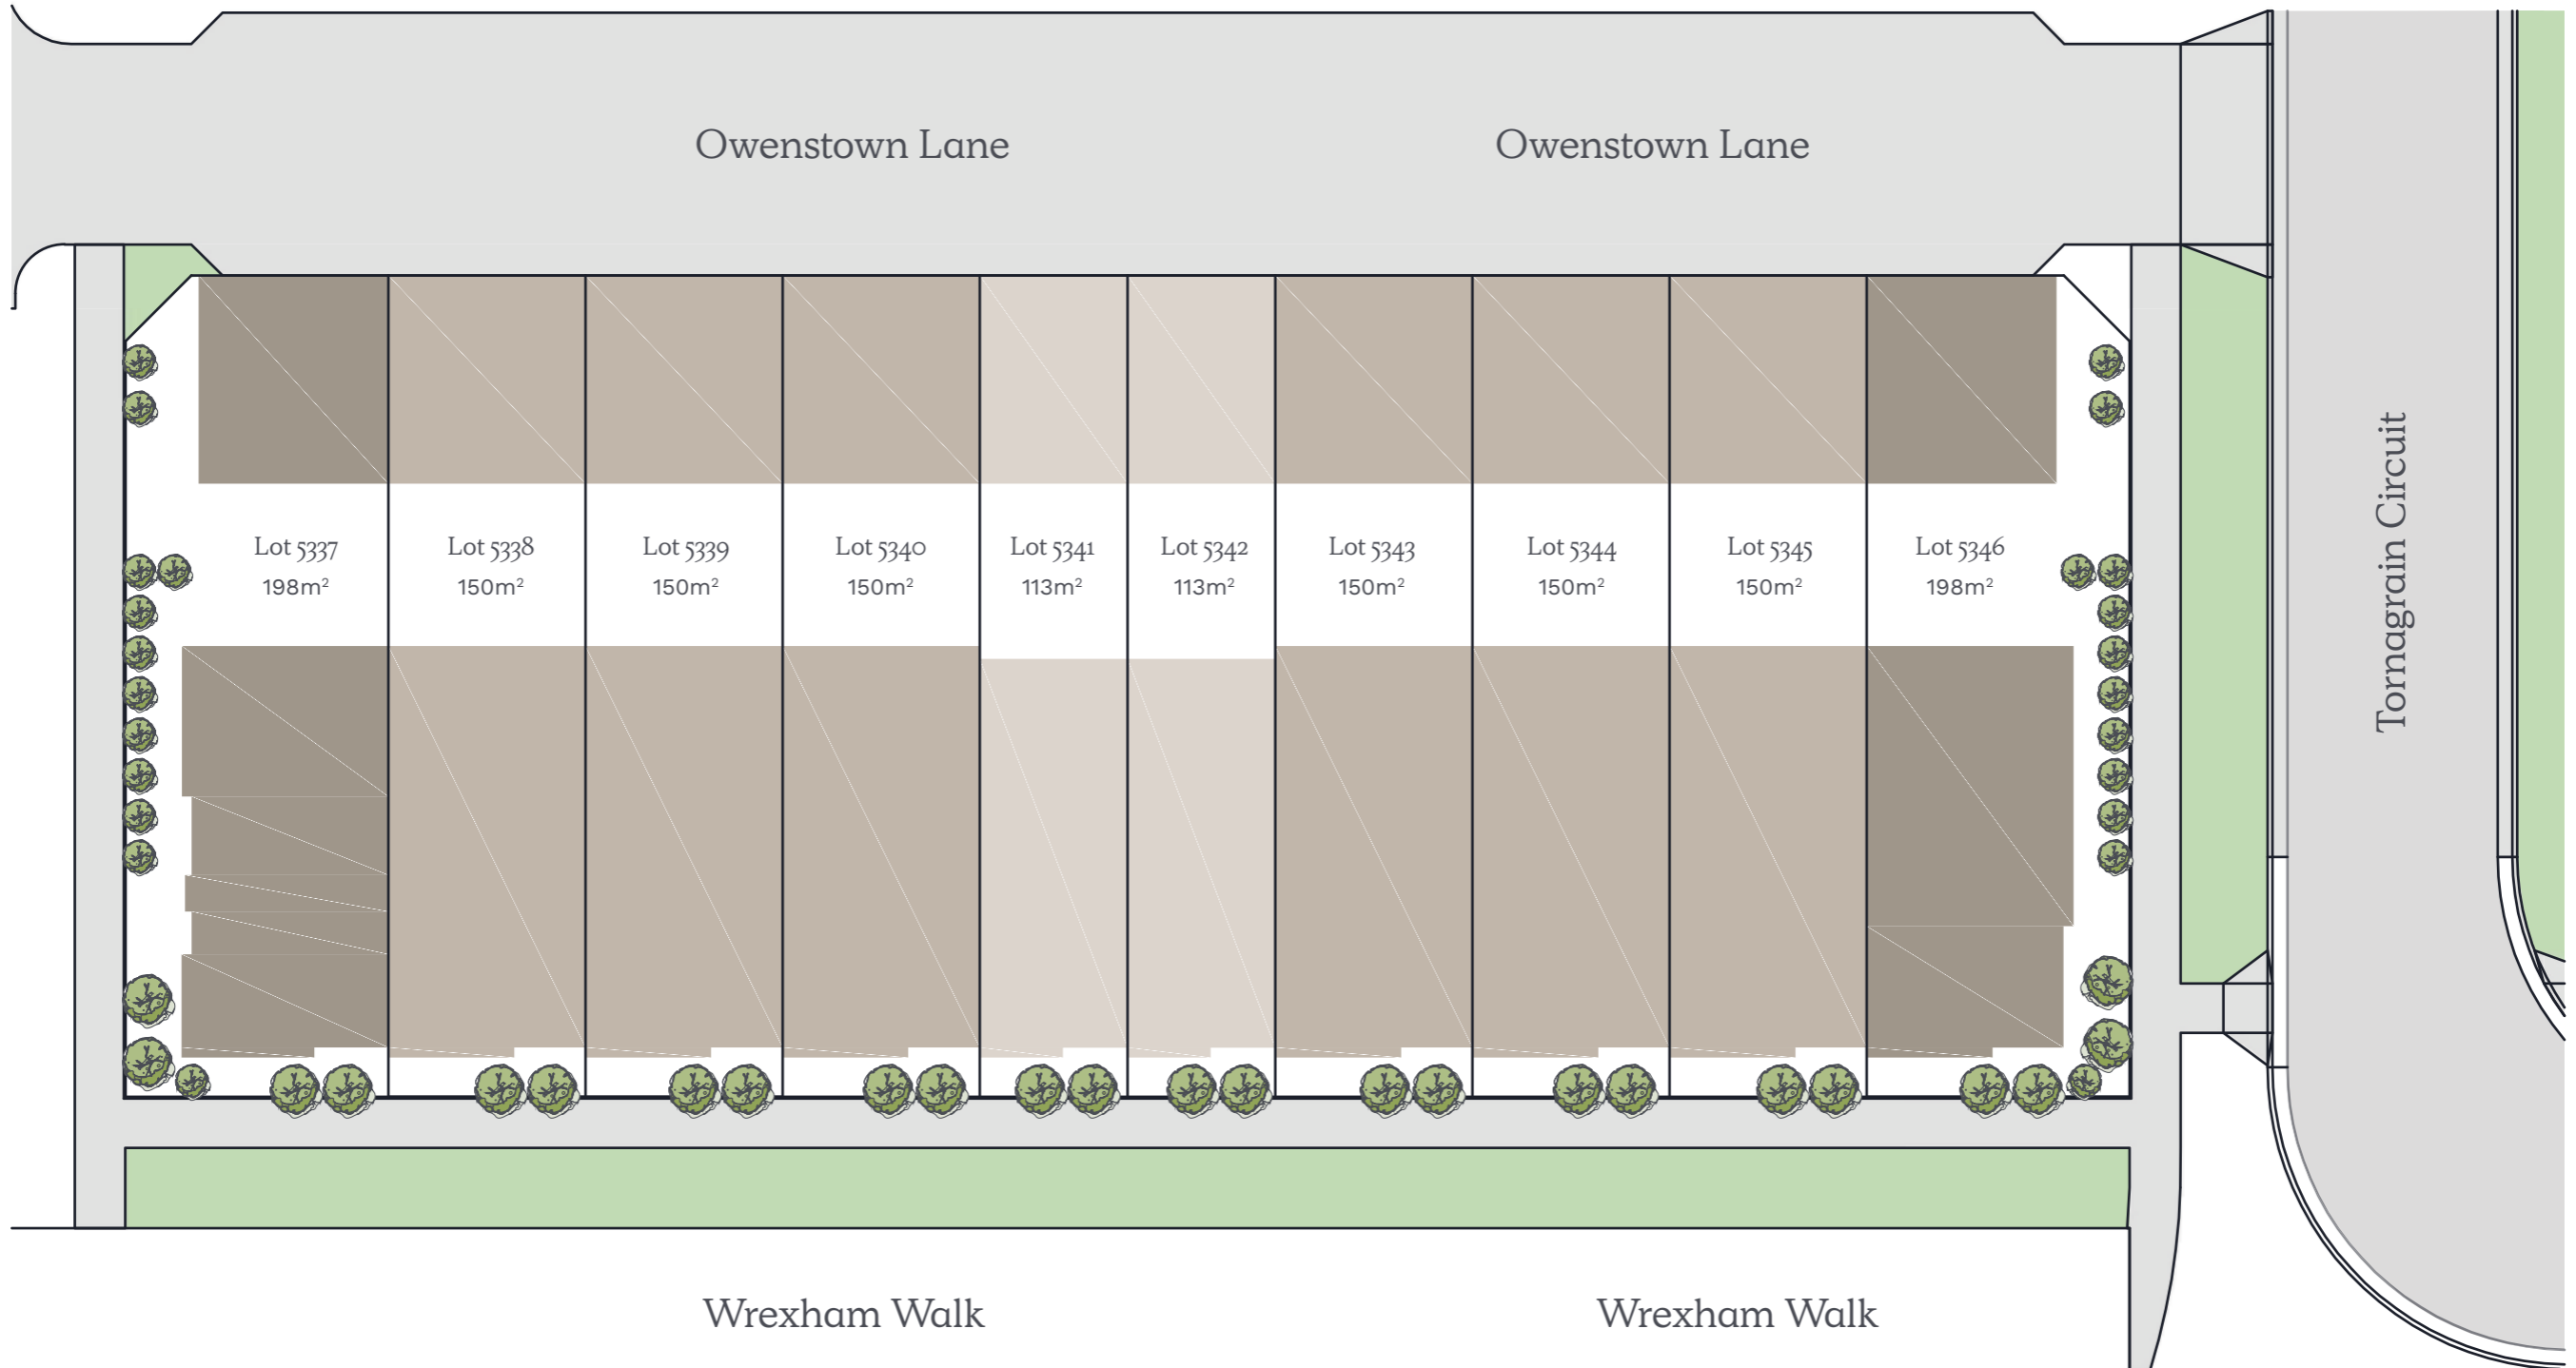 Owenstown Lane
Owenstown Lane
Tornagrain Circuit
Lot 5337
198m²
Lot 5338
150m²
Lot 5339
150m²
Lot 5340
150m²
Lot 5341
113m²
Lot 5342
113m²
Lot 5343
150m²
Lot 5344
150m²
Lot 5345
150m²
Lot 5346
198m²
Wrexham Walk
Wrexham Walk